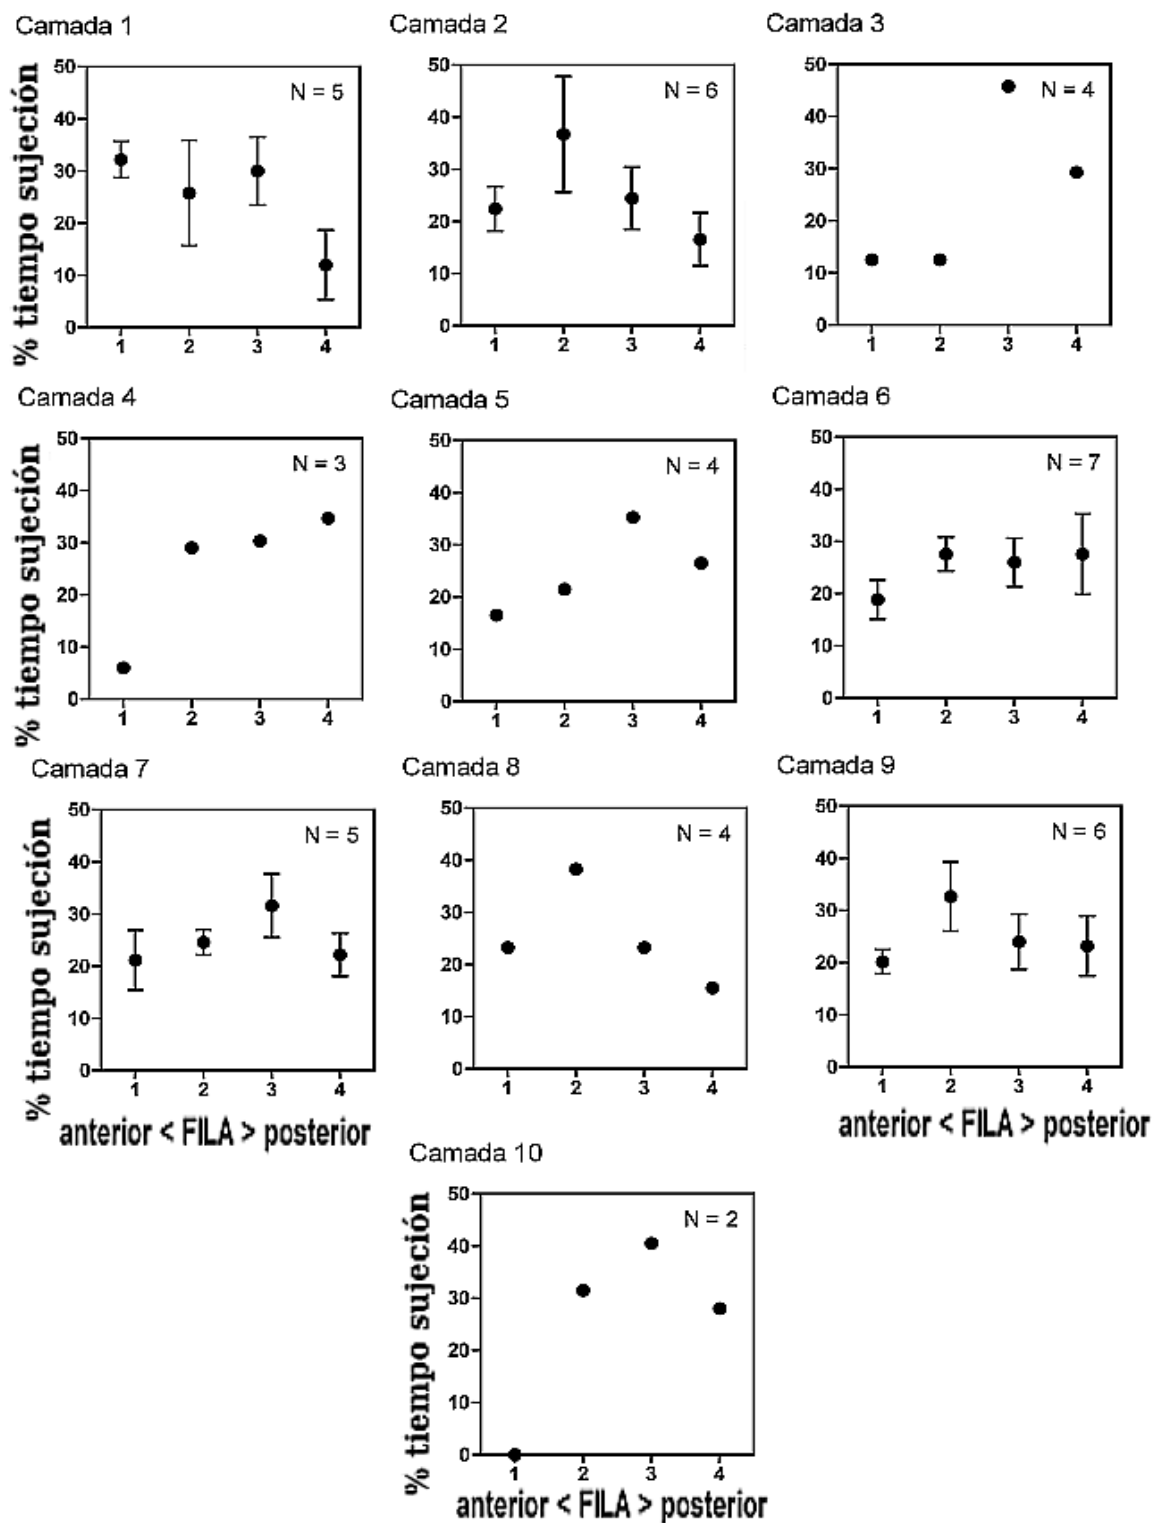 Camada 1
Camada 2
Camada 3
% tiempo sujeción
50
40
30
20
10
0
N = 5
1 2 3 4
50
40
30
20
10
0
N = 6
1 2 3 4
50
40
30
20
10
0
N = 4
1 2 3 4
Camada 4
Camada 5
Camada 6
% tiempo sujeción
50
40
30
20
10
0
N = 3
1 2 3 4
50
40
30
20
10
0
N = 4
1 2 3 4
50
40
30
20
10
0
N = 7
1 2 3 4
Camada 7
Camada 8
Camada 9
% tiempo sujeción
50
40
30
20
10
0
N = 5
1 2 3 4
anterior < FILA > posterior
50
40
30
20
10
0
N = 4
1 2 3 4
50
40
30
20
10
0
N = 6
1 2 3 4
anterior < FILA > posterior
Camada 10
% tiempo sujeción
50
40
30
20
10
0
N = 2
1 2 3 4
anterior < FILA > posterior